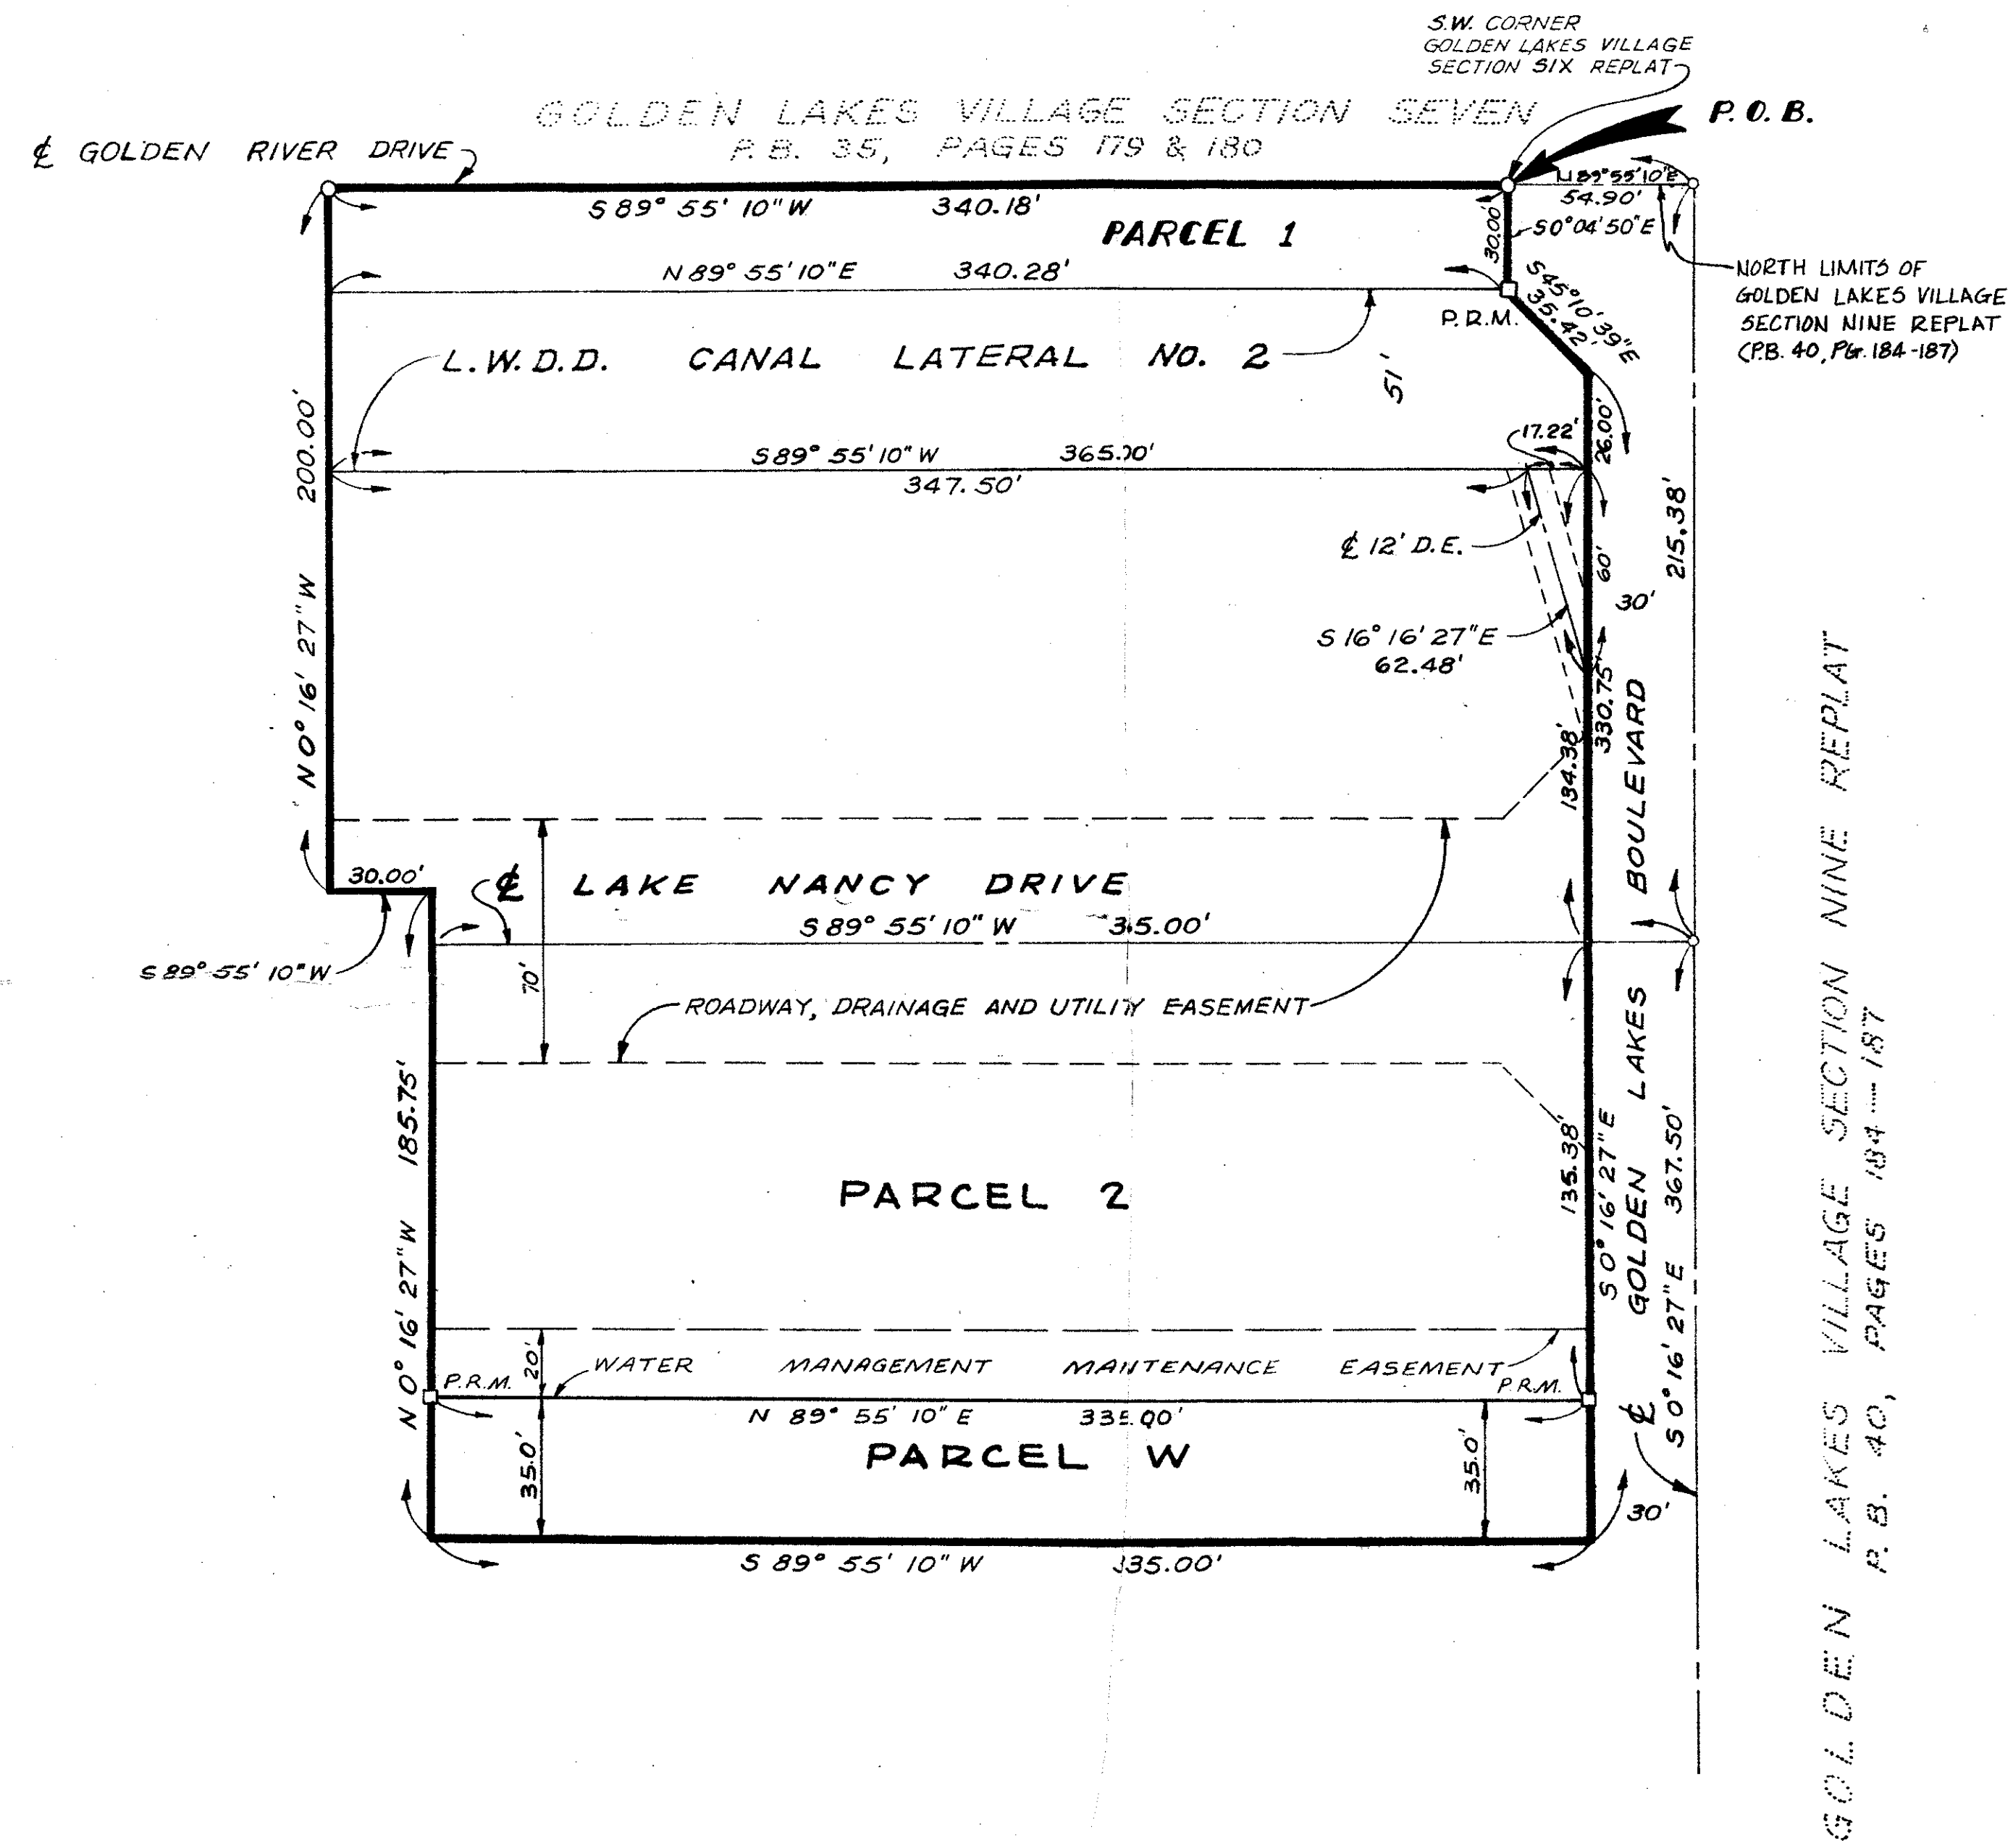 S.W. CORNER
GOLDEN LAKES VILLAGE
SECTION SIX REPLAT
GOLDEN LAKES VILLAGE SECTION SEVEN
P.B. 35, PAGES 179 & 180
P.O.B.
℄ GOLDEN RIVER DRIVE
N 89° 55' 10" E
54.90'
S 89° 55' 10" W 340.18'
PARCEL 1
30.00'
S 0° 04' 50" E
N 89° 55' 10" E 340.28'
NORTH LIMITS OF
GOLDEN LAKES VILLAGE
SECTION NINE REPLAT
(P.B. 40, PG. 184-187)
P.R.M.
S 45° 10' 39" E
35.42'
L.W.D.D. CANAL LATERAL NO. 2
51'
200.00'
N 0° 16' 27" W
17.22'
26.00'
S 89° 55' 10" W 365.00'
347.50'
215.38'
℄ 12' D.E.
60'
30'
S 16° 16' 27" E
62.48'
330.75'
134.38'
30.00'
℄ LAKE NANCY DRIVE
S 89° 55' 10" W 35.00'
S 89° 55' 10" W
70'
ROADWAY, DRAINAGE AND UTILITY EASEMENT
185.75'
N 0° 16' 27" W
PARCEL 2
135.38'
S 0° 16' 27" E
℄ GOLDEN LAKES BOULEVARD
S 0° 16' 27" E 367.50'
20'
WATER MANAGEMENT MAINTENANCE EASEMENT
P.R.M.
P.R.M.
N 89° 55' 10" E 335.00'
PARCEL W
35.0'
35.0'
30'
S 89° 55' 10" W 335.00'
GOLDEN LAKES VILLAGE SECTION NINE REPLAT
P.B. 40, PAGES 184-187